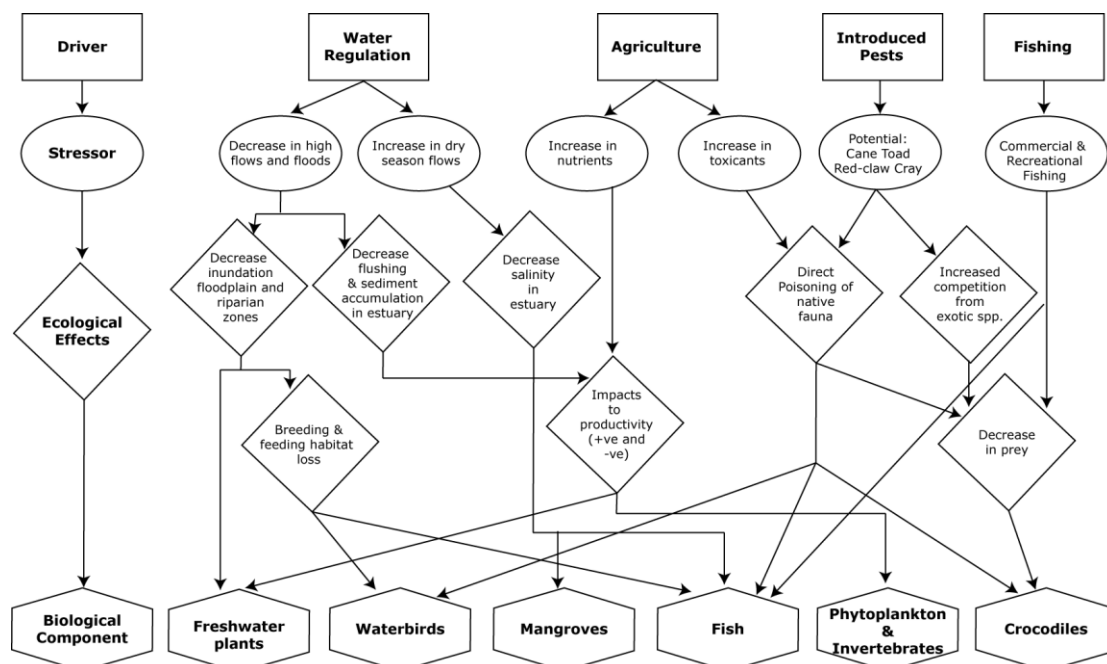 Driver
Water
Regulation
Agriculture
Introduced
Pests
Fishing
Stressor
Decrease in high
flows and floods
Increase in dry
season flows
Increase in
nutrients
Increase in
toxicants
Potential:
Cane Toad
Red-claw Cray
Commercial &
Recreational
Fishing
Ecological
Effects
Decrease
inundation
floodplain and
riparian
zones
Decrease
flushing
& sediment
accumulation
in estuary
Decrease
salinity
in
estuary
Direct
Poisoning of
native
fauna
Increased
competition
from
exotic spp.
Breeding &
feeding habitat
loss
Impacts
to
productivity
(+ve and
-ve)
Decrease
in prey
Biological
Component
Freshwater
plants
Waterbirds
Mangroves
Fish
Phytoplankton
&
Invertebrates
Crocodiles